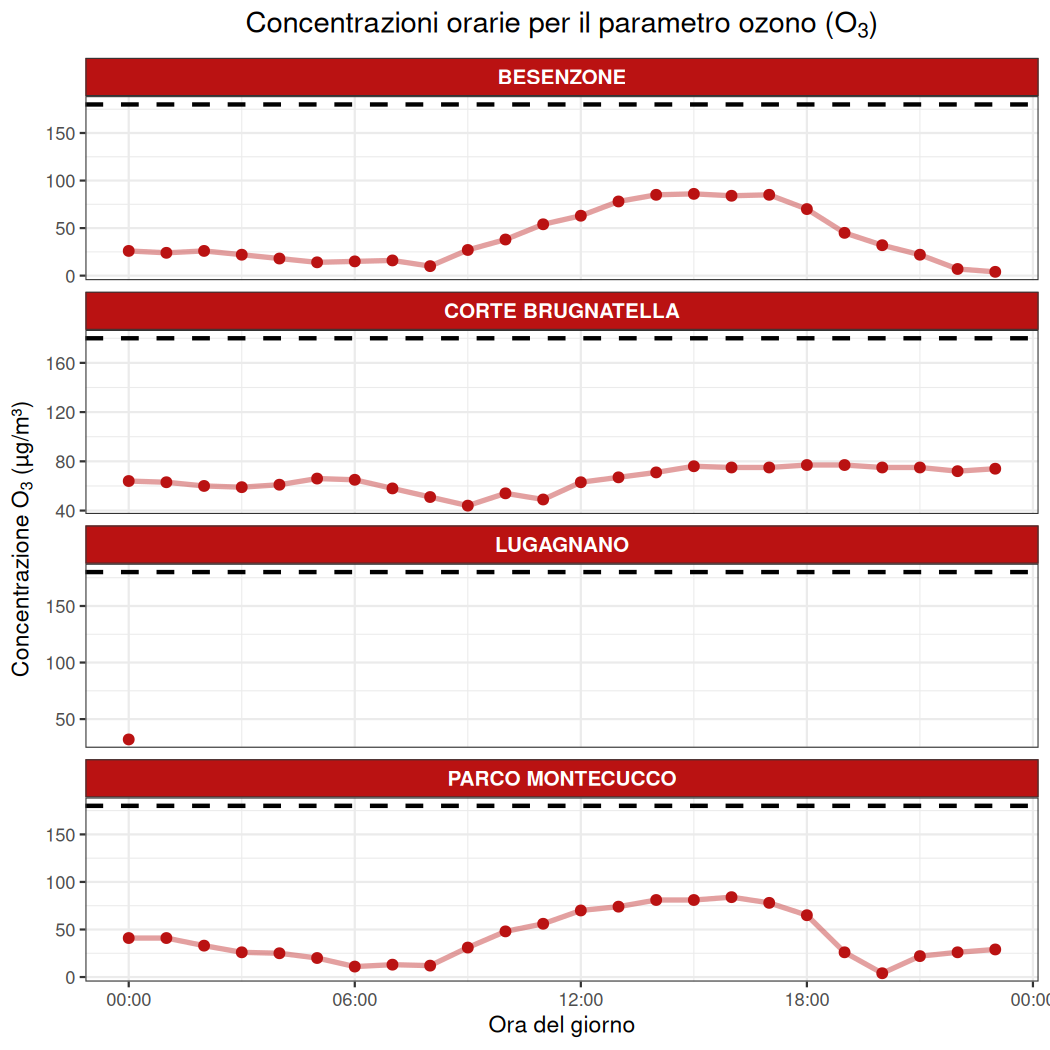 Concentrazioni orarie per il parametro ozono (O₃)
BESENZONE
150
100
50
0
CORTE BRUGNATELLA
160
120
80
40
LUGAGNANO
150
100
50
PARCO MONTECUCCO
150
100
50
0
Concentrazione O₃ (µg/m³)
00:00 06:00 12:00 18:00 00:0
Ora del giorno